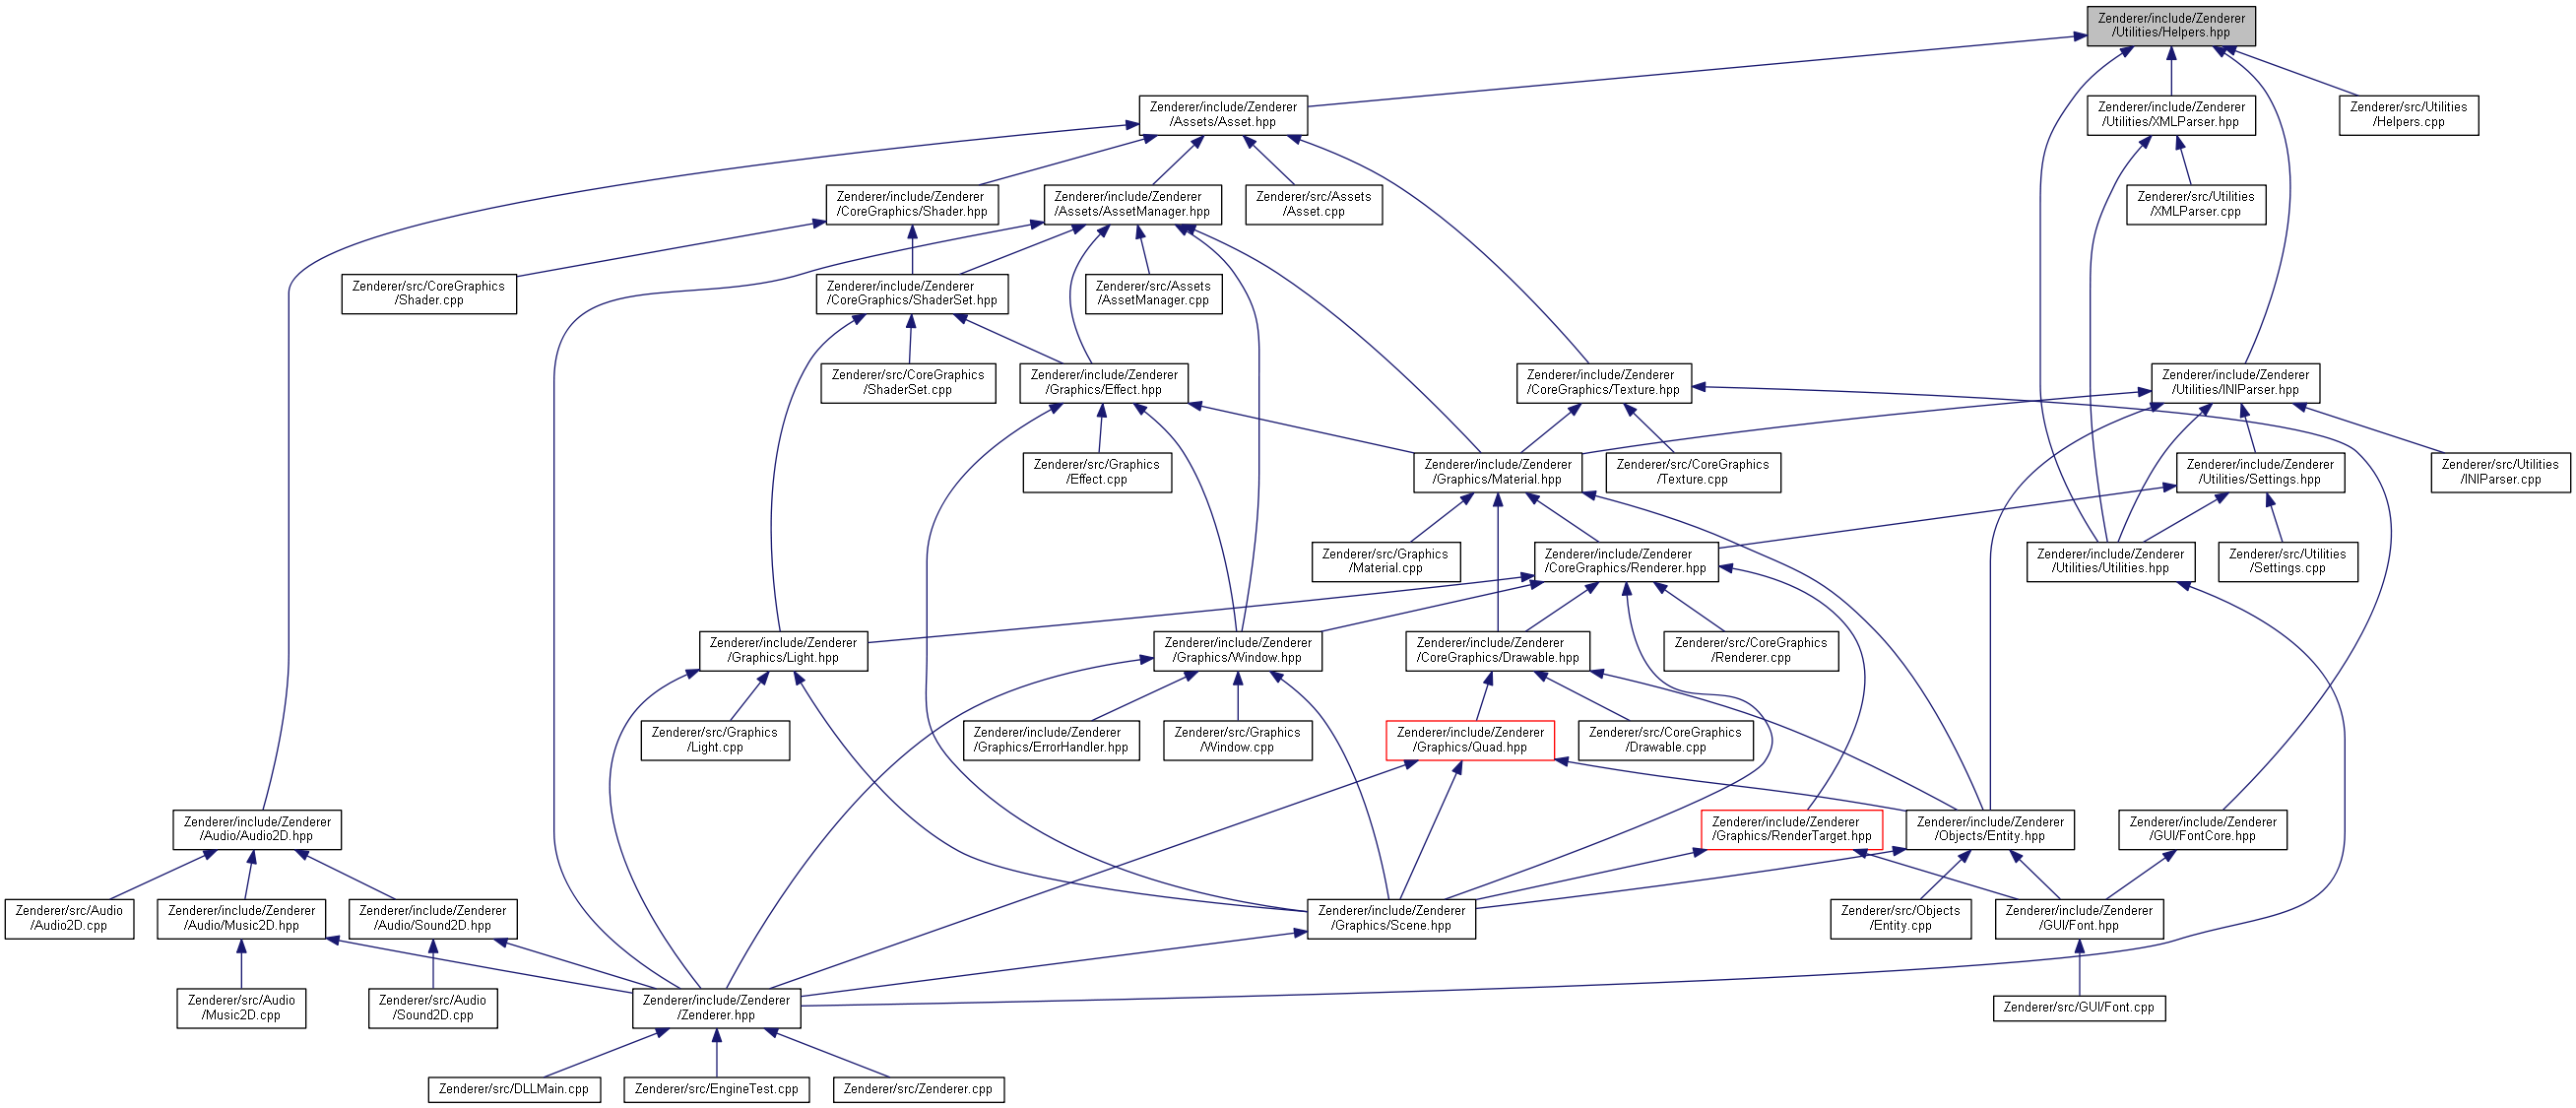 Zenderer/include/Zenderer
/Utilities/Helpers.hpp
Zenderer/include/Zenderer
/Assets/Asset.hpp
Zenderer/include/Zenderer
/Utilities/XMLParser.hpp
Zenderer/src/Utilities
/Helpers.cpp
Zenderer/include/Zenderer
/CoreGraphics/Shader.hpp
Zenderer/include/Zenderer
/Assets/AssetManager.hpp
Zenderer/src/Assets
/Asset.cpp
Zenderer/src/Utilities
/XMLParser.cpp
Zenderer/src/CoreGraphics
/Shader.cpp
Zenderer/include/Zenderer
/CoreGraphics/ShaderSet.hpp
Zenderer/src/Assets
/AssetManager.cpp
Zenderer/src/CoreGraphics
/ShaderSet.cpp
Zenderer/include/Zenderer
/Graphics/Effect.hpp
Zenderer/include/Zenderer
/CoreGraphics/Texture.hpp
Zenderer/include/Zenderer
/Utilities/INIParser.hpp
Zenderer/src/Graphics
/Effect.cpp
Zenderer/include/Zenderer
/Graphics/Material.hpp
Zenderer/src/CoreGraphics
/Texture.cpp
Zenderer/include/Zenderer
/Utilities/Settings.hpp
Zenderer/src/Utilities
/INIParser.cpp
Zenderer/src/Graphics
/Material.cpp
Zenderer/include/Zenderer
/CoreGraphics/Renderer.hpp
Zenderer/include/Zenderer
/Utilities/Utilities.hpp
Zenderer/src/Utilities
/Settings.cpp
Zenderer/include/Zenderer
/Graphics/Light.hpp
Zenderer/include/Zenderer
/Graphics/Window.hpp
Zenderer/include/Zenderer
/CoreGraphics/Drawable.hpp
Zenderer/src/CoreGraphics
/Renderer.cpp
Zenderer/src/Graphics
/Light.cpp
Zenderer/include/Zenderer
/Graphics/ErrorHandler.hpp
Zenderer/src/Graphics
/Window.cpp
Zenderer/include/Zenderer
/Graphics/Quad.hpp
Zenderer/src/CoreGraphics
/Drawable.cpp
Zenderer/include/Zenderer
/Audio/Audio2D.hpp
Zenderer/include/Zenderer
/Graphics/RenderTarget.hpp
Zenderer/include/Zenderer
/Objects/Entity.hpp
Zenderer/include/Zenderer
/GUI/FontCore.hpp
Zenderer/src/Audio
/Audio2D.cpp
Zenderer/include/Zenderer
/Audio/Music2D.hpp
Zenderer/include/Zenderer
/Audio/Sound2D.hpp
Zenderer/include/Zenderer
/Graphics/Scene.hpp
Zenderer/src/Objects
/Entity.cpp
Zenderer/include/Zenderer
/GUI/Font.hpp
Zenderer/src/Audio
/Music2D.cpp
Zenderer/src/Audio
/Sound2D.cpp
Zenderer/include/Zenderer
/Zenderer.hpp
Zenderer/src/GUI/Font.cpp
Zenderer/src/DLLMain.cpp
Zenderer/src/EngineTest.cpp
Zenderer/src/Zenderer.cpp